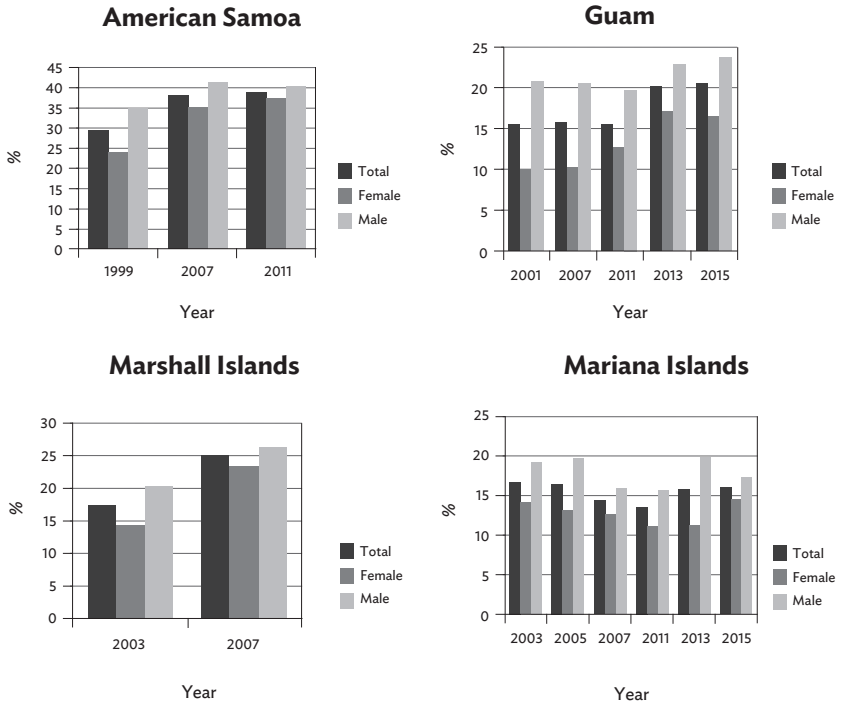 American Samoa
45
40
35
30
25
20
15
10
5
0
%
1999 2007 2011
Year
Total
Female
Male
Guam
25
20
15
10
5
0
%
2001 2007 2011 2013 2015
Year
Total
Female
Male
Marshall Islands
30
25
20
15
10
5
0
%
2003 2007
Year
Total
Female
Male
Mariana Islands
25
20
15
10
5
0
%
2003 2005 2007 2011 2013 2015
Year
Total
Female
Male